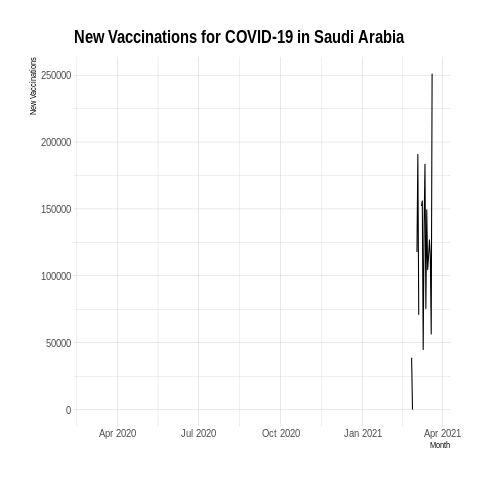 New Vaccinations for COVID-19 in Saudi Arabia
New Vaccinations
250000
200000
150000
100000
50000
0
Apr 2020 Jul 2020 Oct 2020 Jan 2021 Apr 2021
Month